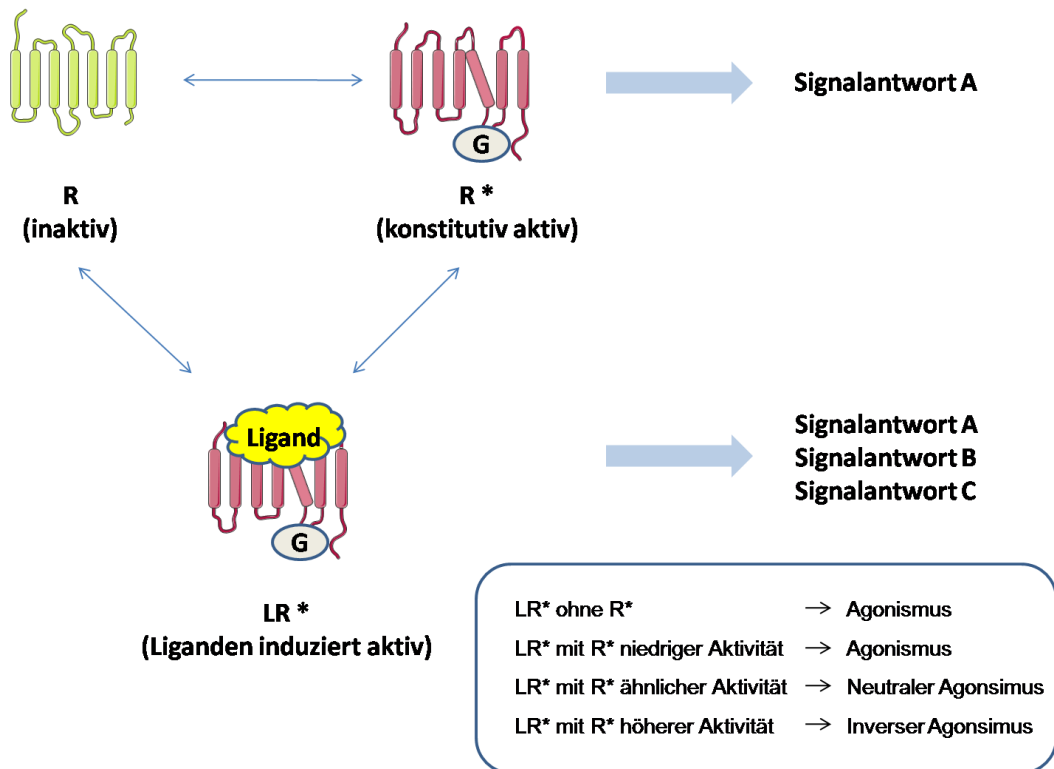 Signalantwort A
G
R
(inaktiv)
R *
(konstitutiv aktiv)
Ligand
G
Signalantwort A
Signalantwort B
Signalantwort C
LR *
(Liganden induziert aktiv)
LR* ohne R* → Agonismus
LR* mit R* niedriger Aktivität → Agonismus
LR* mit R* ähnlicher Aktivität → Neutraler Agonsimus
LR* mit R* höherer Aktivität → Inverser Agonsimus